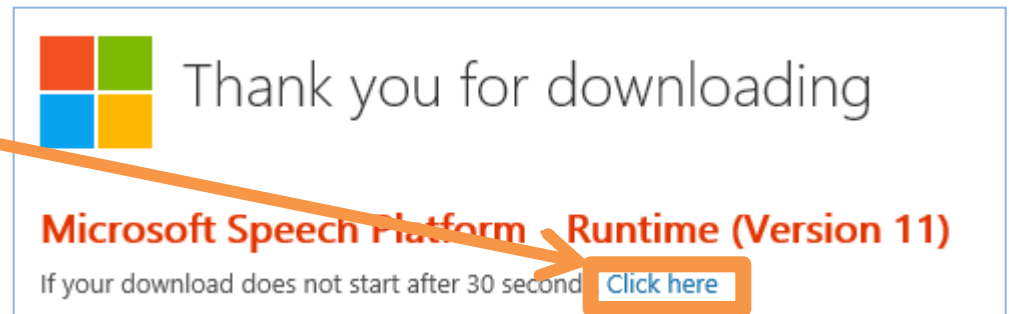 Thank you for downloading
Microsoft Speech Platform - Runtime (Version 11)
If your download does not start after 30 second Click here